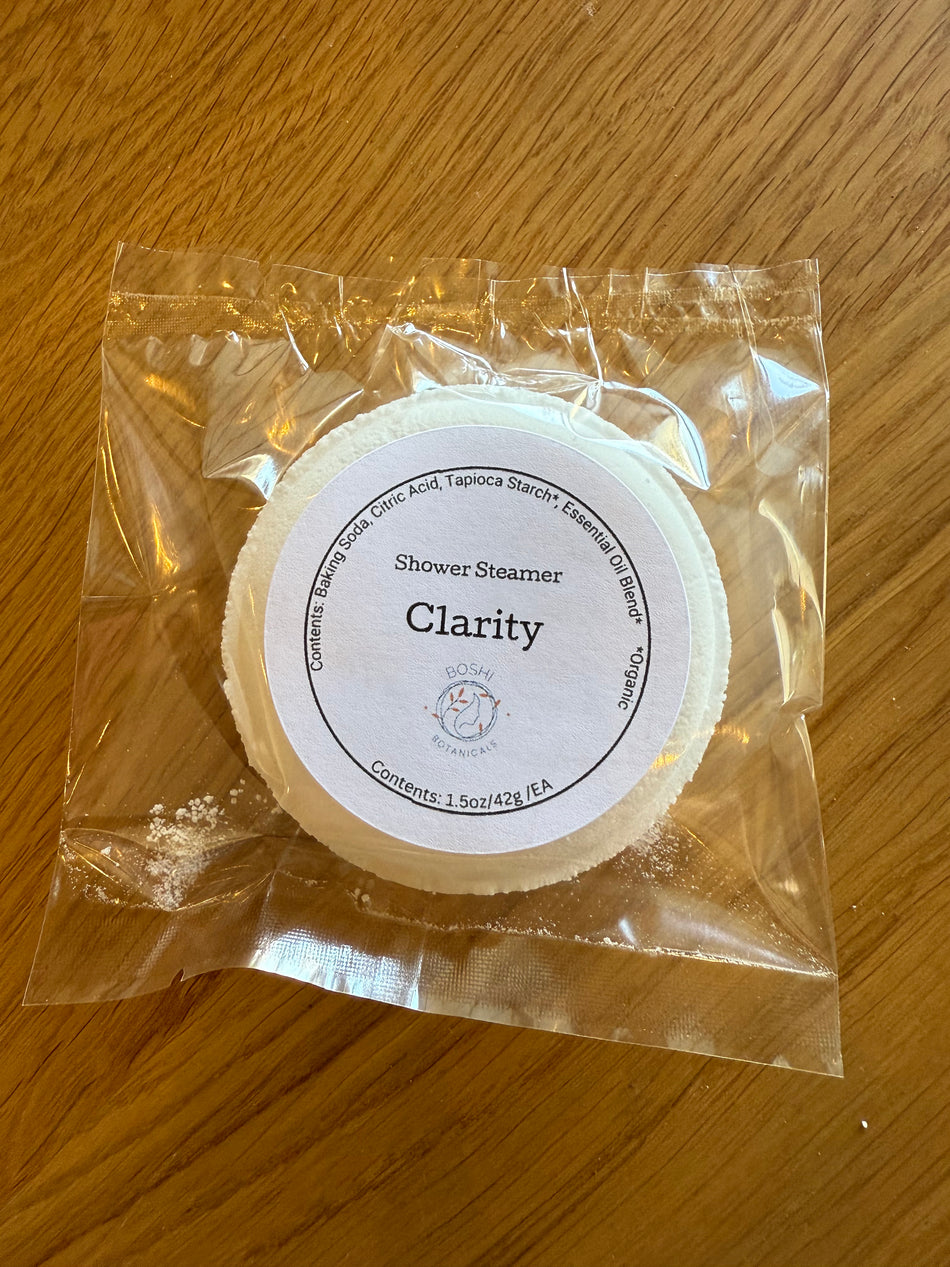 Contents: Baking Soda, Citric Acid, Tapioca Starch*, Essential Oil Blend* *Organic
Shower Steamer
Clarity
BOSHI
BOTANICALS
Contents: 1.5oz/42g /EA